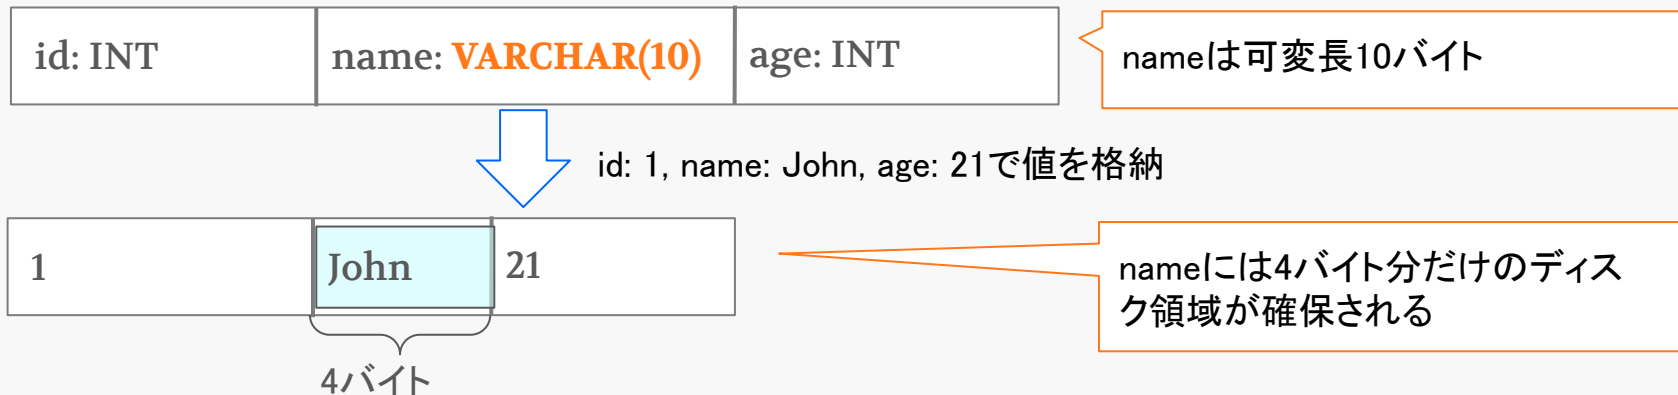 id: INT name: VARCHAR(10) age: INT
nameは可変長10バイト
id: 1, name: John, age: 21で値を格納
1 John 21
nameには4バイト分だけのディス
ク領域が確保される
4バイト